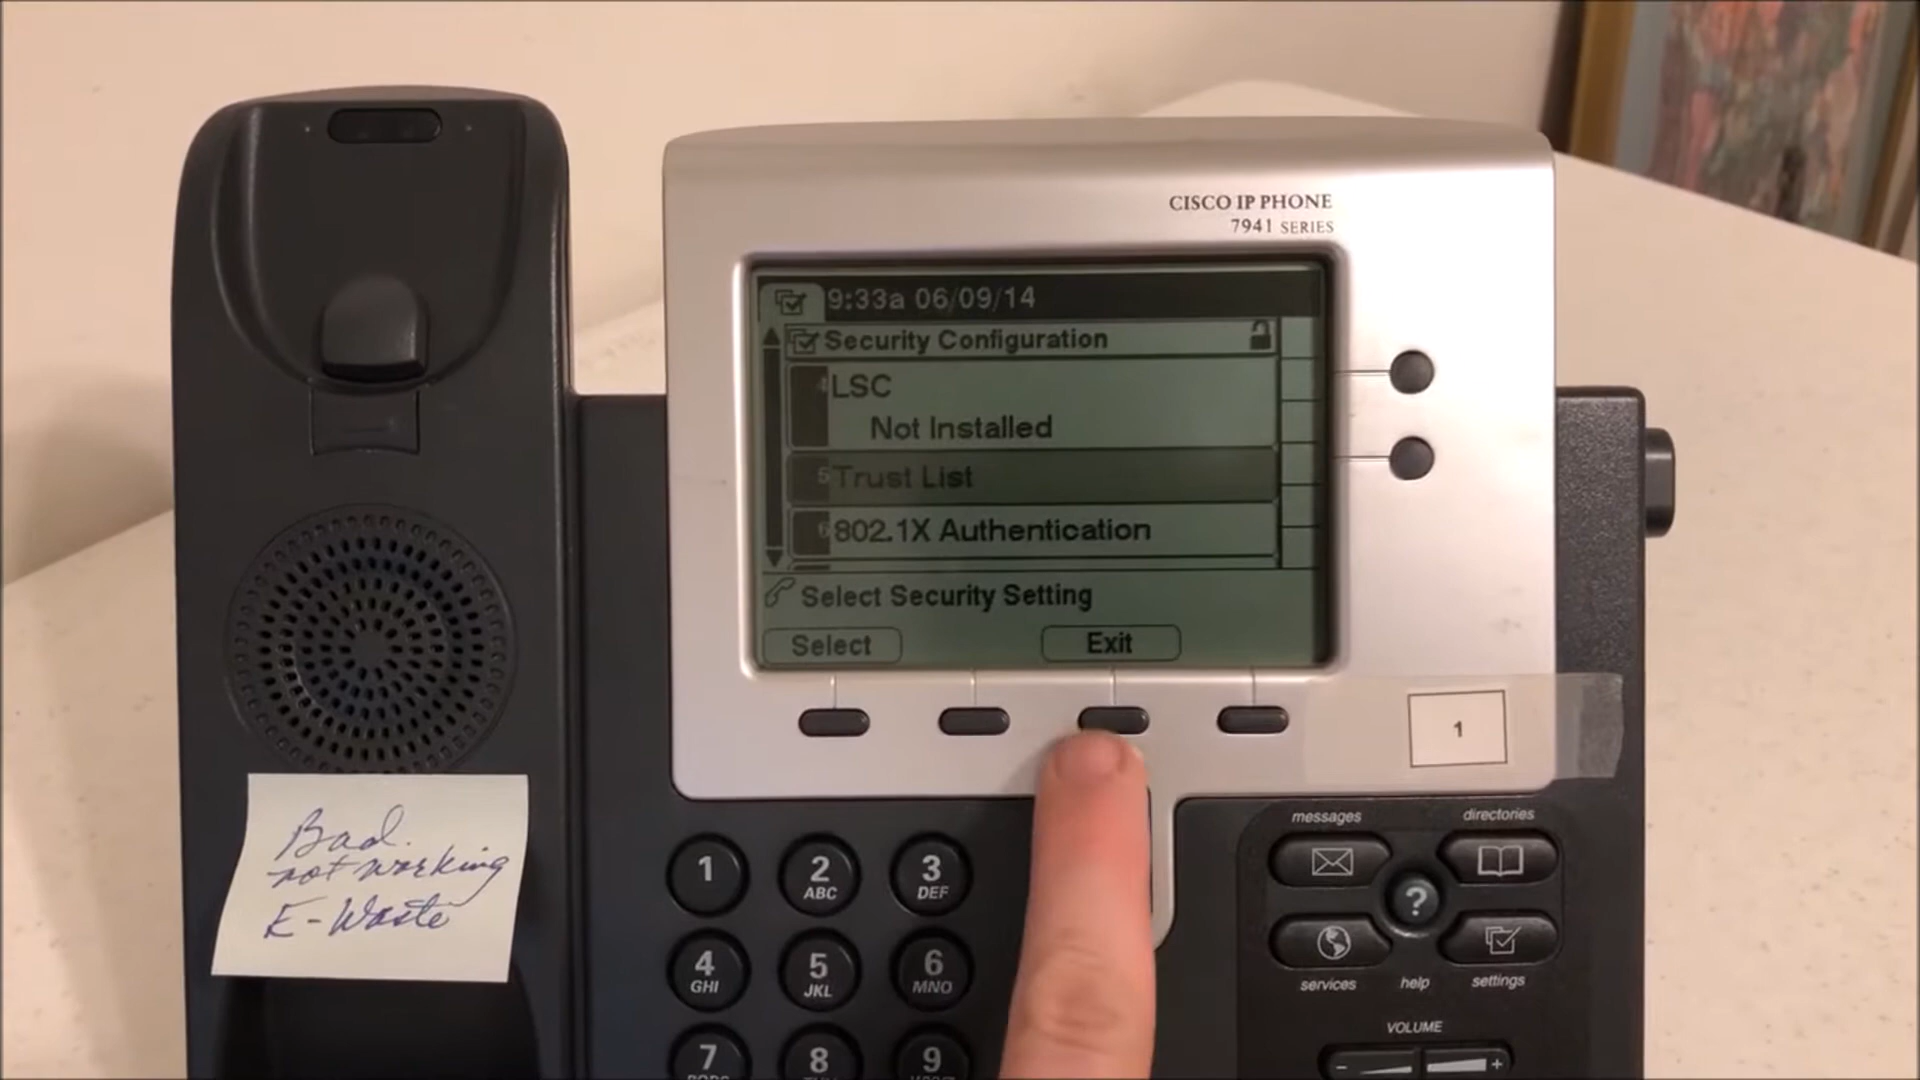 CISCO IP PHONE
7941 SERIES
9:33a 06/09/14
Security Configuration
4 LSC
Not Installed
5 Trust List
6 802.1X Authentication
Select Security Setting
Select Exit
1
Bad.
not working
E-Waste
messages directories
?
services help settings
VOLUME
- +
1 2 3
ABC DEF
4 5 6
GHI JKL MNO
7 8 9